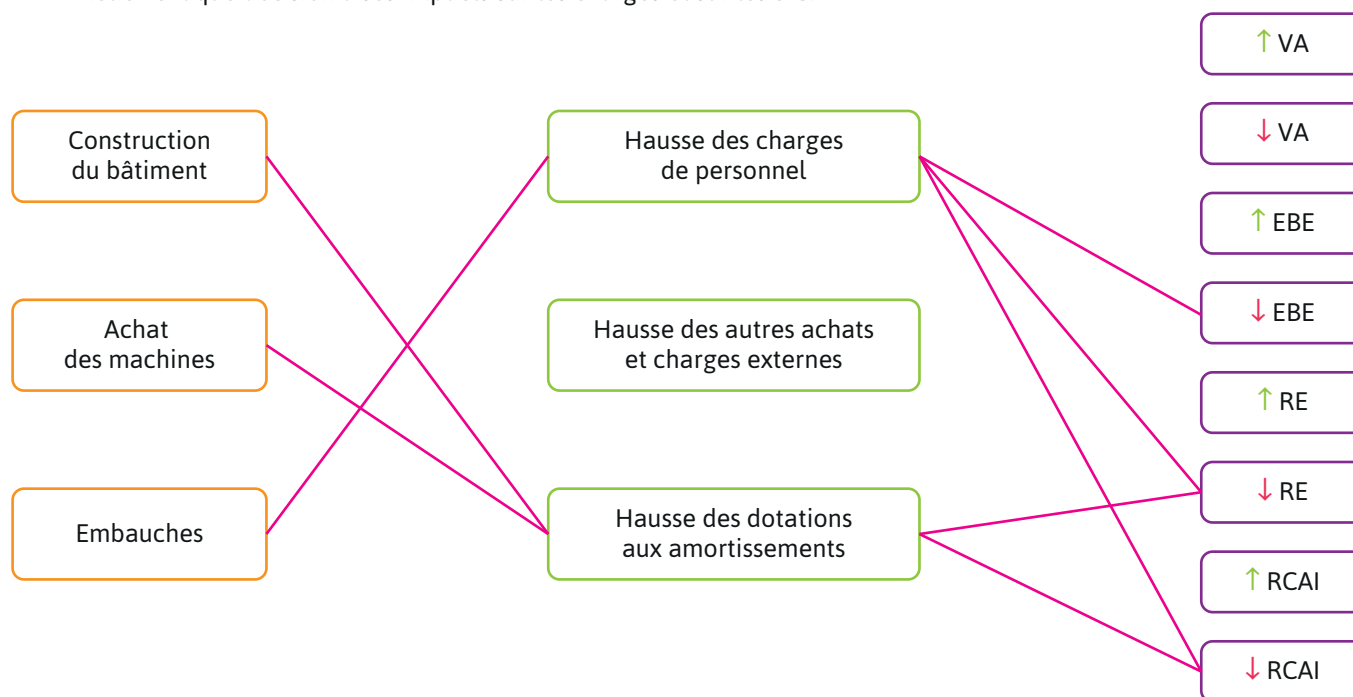 ↑ VA
Construction
du bâtiment
Hausse des charges
de personnel
↓ VA
↑ EBE
Achat
des machines
Hausse des autres achats
et charges externes
↓ EBE
↑ RE
Embauches
Hausse des dotations
aux amortissements
↓ RE
↑ RCAI
↓ RCAI